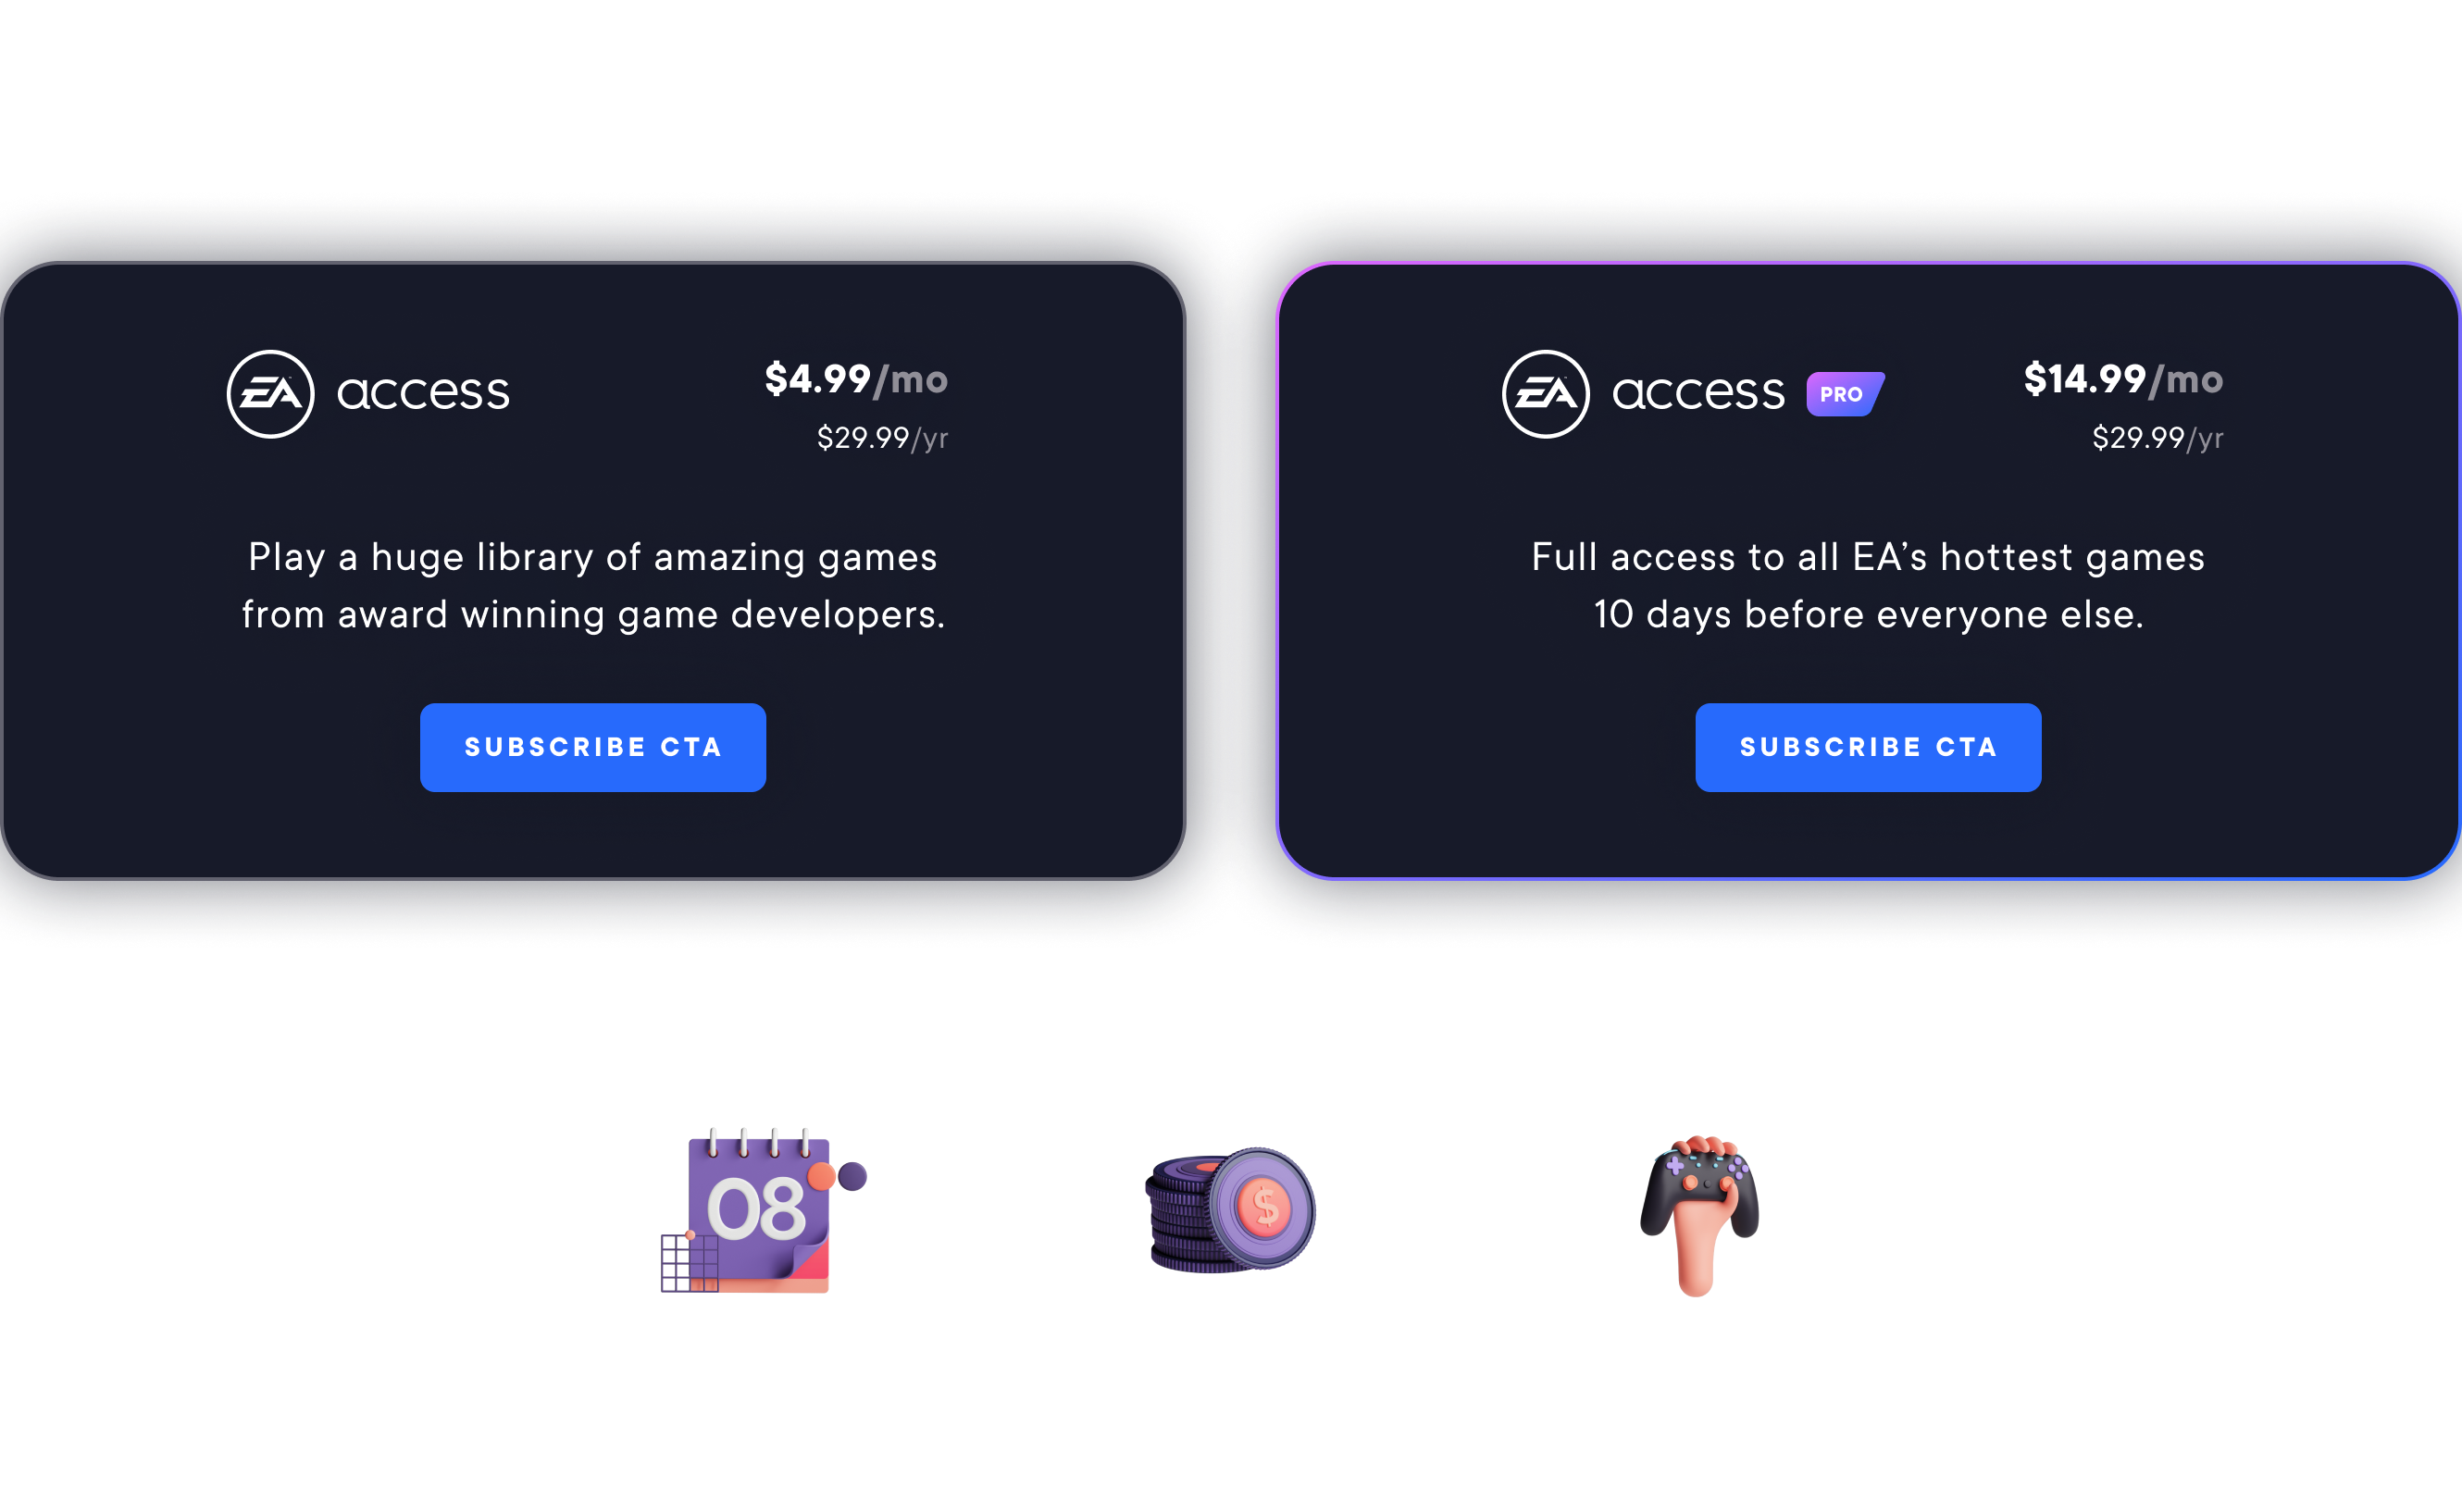 EA access
$4.99/mo
$29.99/yr
Play a huge library of amazing games
from award winning game developers.
SUBSCRIBE CTA
EA access PRO
$14.99/mo
$29.99/yr
Full access to all EA’s hottest games
10 days before everyone else.
SUBSCRIBE CTA
08
$